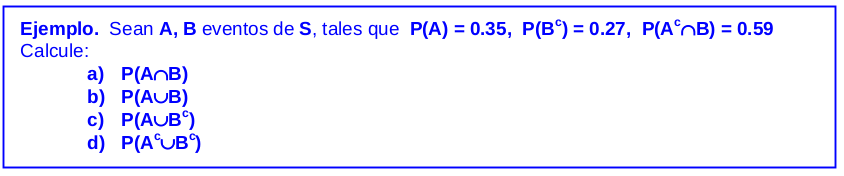 Ejemplo. Sean A, B eventos de S, tales que P(A) = 0.35, P(Bᶜ) = 0.27, P(Aᶜ∩B) = 0.59
Calcule:
a) P(A∩B)
b) P(A∪B)
c) P(A∪Bᶜ)
d) P(Aᶜ∪Bᶜ)